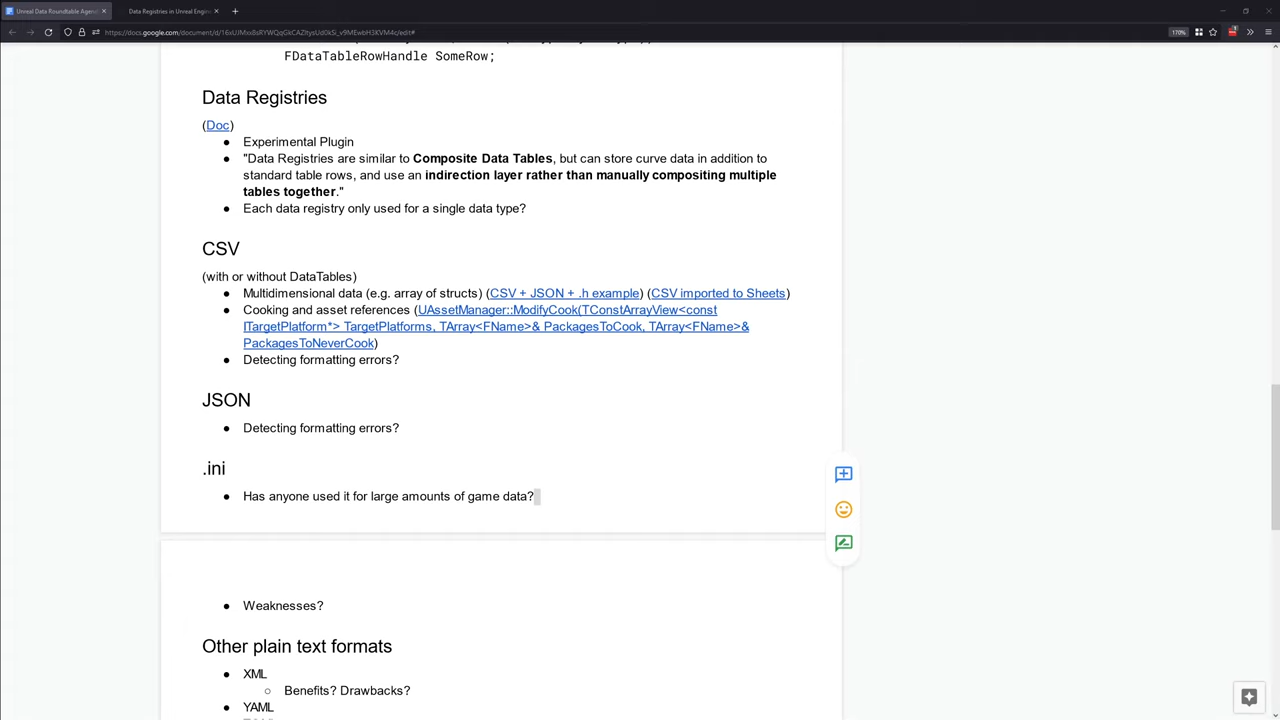 Unreal Data Roundtable Agend
Data Registries in Unreal Engin
170%
FDataTableRowHandle SomeRow;
Data Registries
(Doc)
● Experimental Plugin
● "Data Registries are similar to Composite Data Tables, but can store curve data in addition to
standard table rows, and use an indirection layer rather than manually compositing multiple
tables together."
● Each data registry only used for a single data type?
CSV
(with or without DataTables)
● Multidimensional data (e.g. array of structs) (CSV + JSON + .h example) (CSV imported to Sheets)
● Cooking and asset references (UAssetManager::ModifyCook(TConstArrayView<const
ITargetPlatform*> TargetPlatforms, TArray<FName>& PackagesToCook, TArray<FName>&
PackagesToNeverCook)
● Detecting formatting errors?
JSON
● Detecting formatting errors?
.ini
● Has anyone used it for large amounts of game data?
● Weaknesses?
Other plain text formats
● XML
○ Benefits? Drawbacks?
● YAML